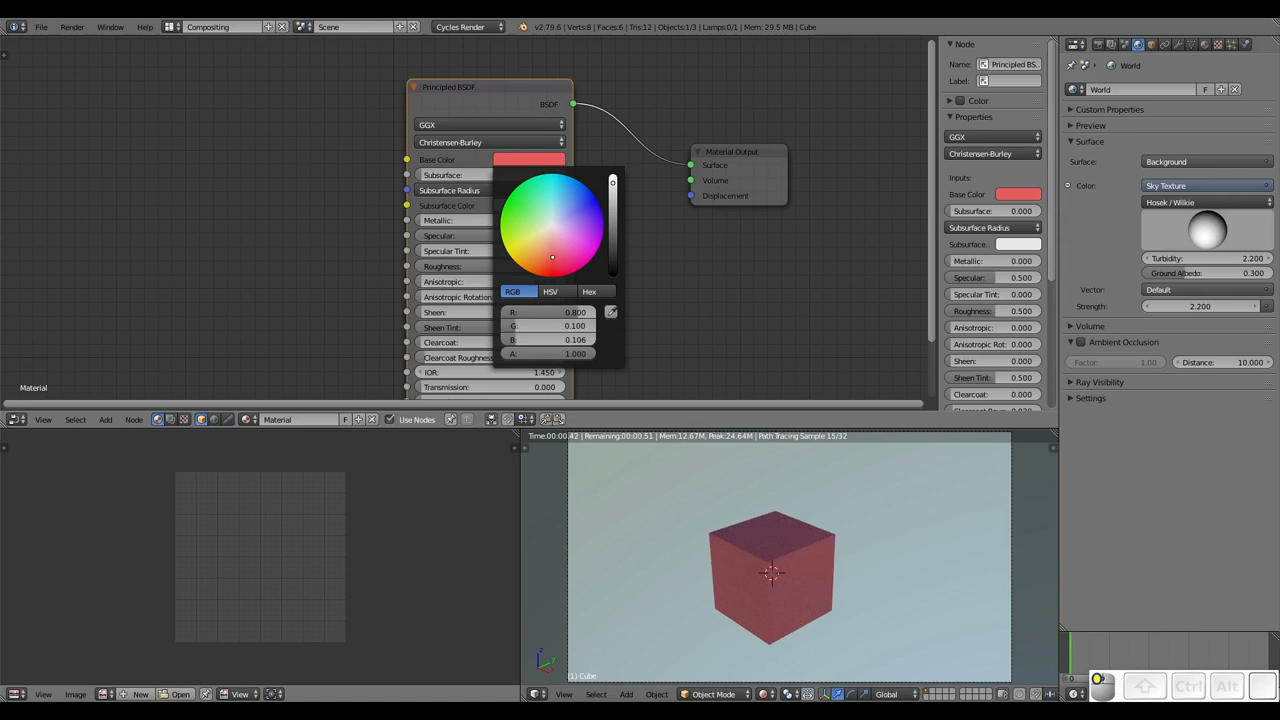 File Render Window Help Compositing Scene Cycles Render v2.79.6 | Verts:8 | Faces:6 | Tris:12 | Objects:1/3 | Lamps:0/1 | Mem: 29.5 MB | Cube
Principled BSDF
BSDF
GGX
Christensen-Burley
Base Color
Subsurface:
Subsurface Radius
Subsurface Color
Metallic:
Specular:
Specular Tint:
Roughness:
Anisotropic:
Anisotropic Rotation
Sheen:
Sheen Tint:
Clearcoat:
Clearcoat Roughness
IOR: 1.450
Transmission: 0.000
RGB HSV Hex
R: 0.800
G: 0.100
B: 0.106
A: 1.000
Material Output
Surface
Volume
Displacement
Material
Node
Name: Principled BS..
Label:
Color
Properties
GGX
Christensen-Burley
Inputs:
Base Color
Subsurface: 0.000
Subsurface Radius
Subsurface..
Metallic: 0.000
Specular: 0.500
Specular Tint: 0.000
Roughness: 0.500
Anisotropic: 0.000
Anisotropic Rot: 0.000
Sheen: 0.000
Sheen Tint: 0.500
Clearcoat: 0.000
World
World F
Custom Properties
Preview
Surface
Surface: Background
Color: Sky Texture
Hosek / Wilkie
Turbidity: 2.200
Ground Albedo: 0.300
Vector: Default
Strength: 2.200
Volume
Ambient Occlusion
Factor: 1.00 Distance: 10.000
Ray Visibility
Settings
View Select Add Node Material F Use Nodes
Time:00:00.42 | Remaining:00:00.51 | Mem:12.67M, Peak:24.64M | Path Tracing Sample 15/32
(1) Cube
View Image New Open View
View Select Add Object Object Mode Global
Ctrl Alt